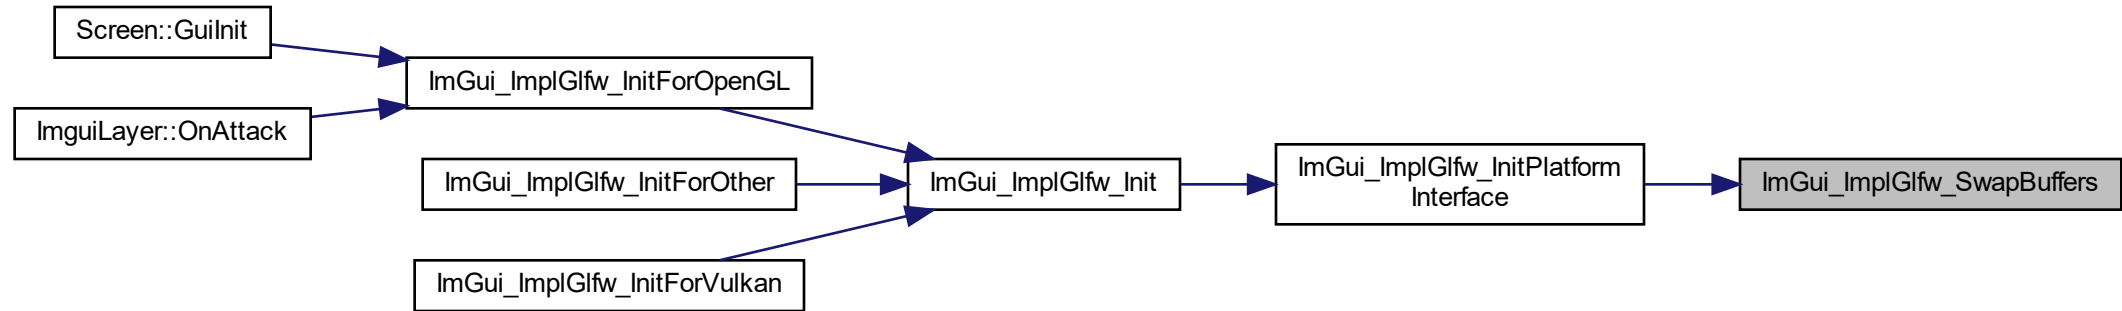 Screen::GuiInit
ImguiLayer::OnAttack
ImGui_ImplGlfw_InitForOpenGL
ImGui_ImplGlfw_InitForOther
ImGui_ImplGlfw_InitForVulkan
ImGui_ImplGlfw_Init
ImGui_ImplGlfw_InitPlatform
Interface
ImGui_ImplGlfw_SwapBuffers